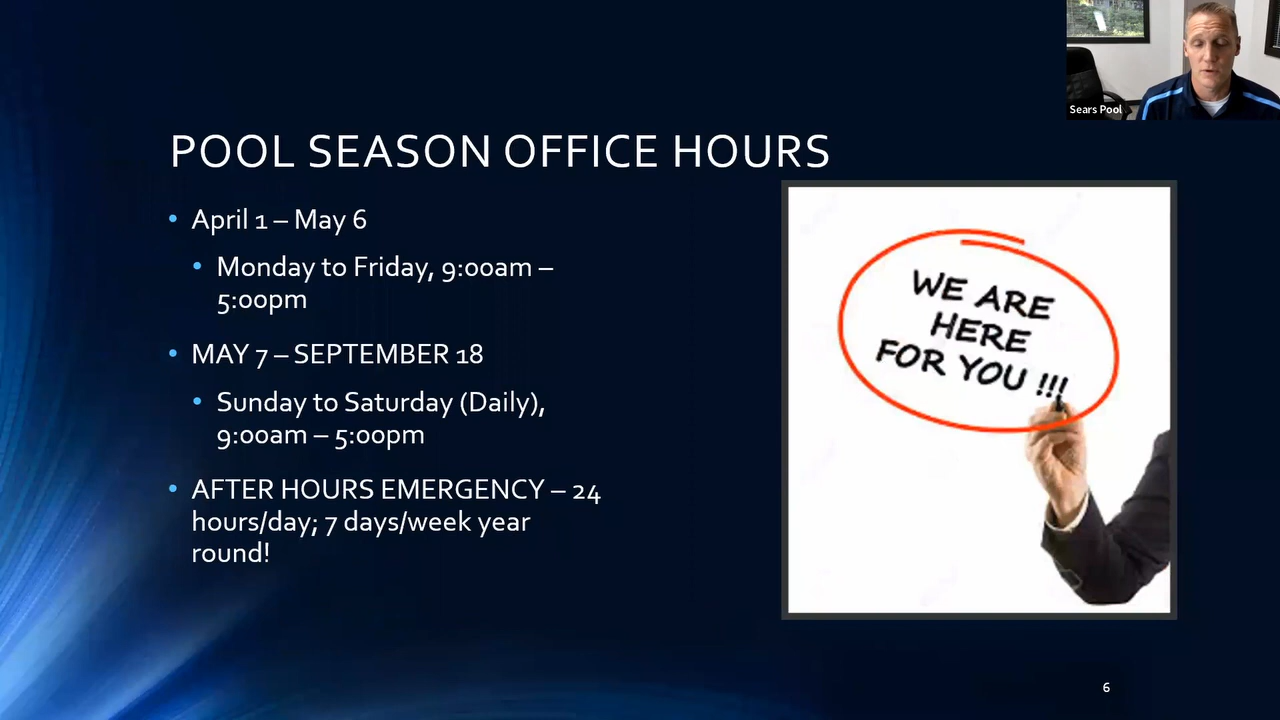 Sears Pool
POOL SEASON OFFICE HOURS
April 1 – May 6
Monday to Friday, 9:00am –
5:00pm
MAY 7 – SEPTEMBER 18
Sunday to Saturday (Daily),
9:00am – 5:00pm
AFTER HOURS EMERGENCY – 24
hours/day; 7 days/week year
round!
WE ARE
HERE
FOR YOU !!!
6